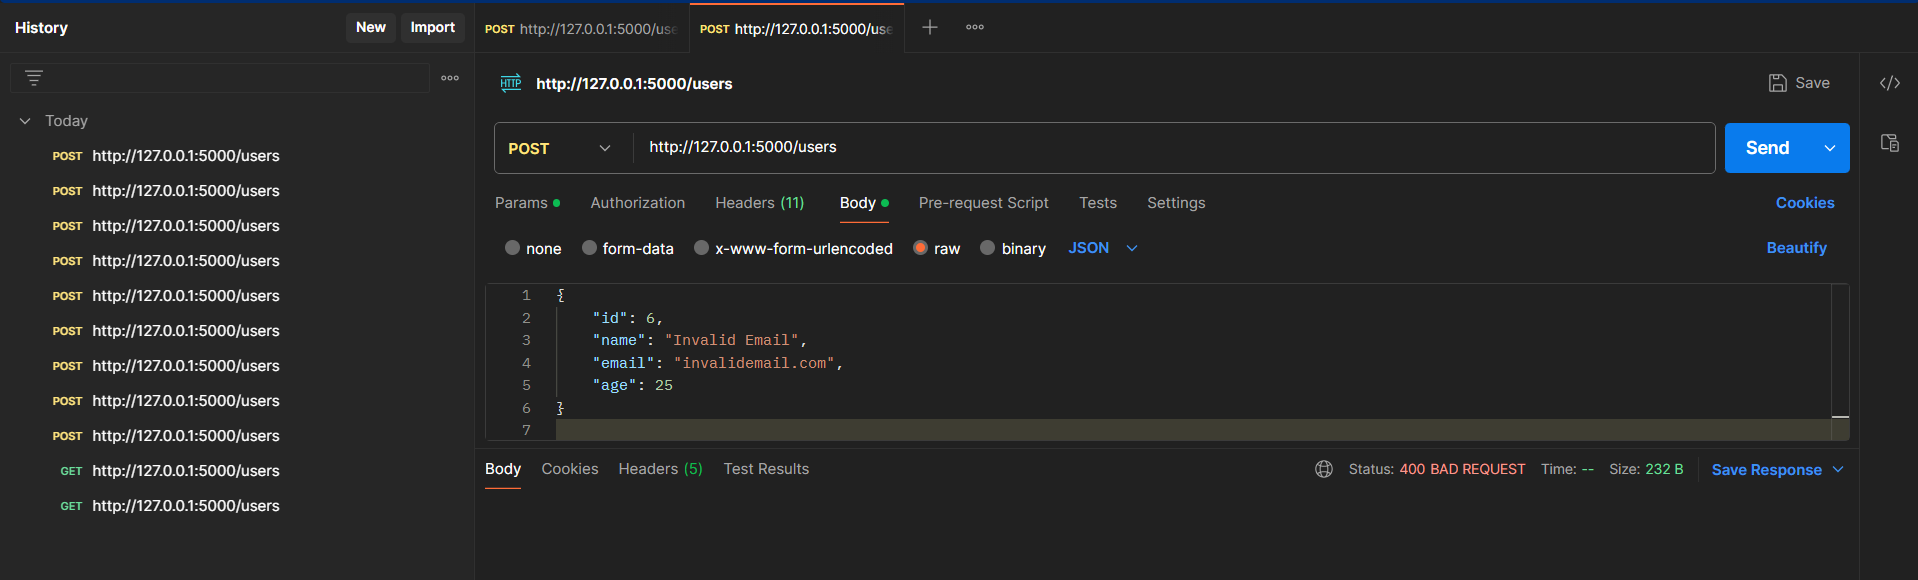 History
New
Import
POST http://127.0.0.1:5000/use
POST http://127.0.0.1:5000/use
Today
POST http://127.0.0.1:5000/users
POST http://127.0.0.1:5000/users
POST http://127.0.0.1:5000/users
POST http://127.0.0.1:5000/users
POST http://127.0.0.1:5000/users
POST http://127.0.0.1:5000/users
POST http://127.0.0.1:5000/users
POST http://127.0.0.1:5000/users
POST http://127.0.0.1:5000/users
GET http://127.0.0.1:5000/users
GET http://127.0.0.1:5000/users
HTTP http://127.0.0.1:5000/users
Save
POST http://127.0.0.1:5000/users
Send
Params Authorization Headers (11) Body Pre-request Script Tests Settings Cookies
none form-data x-www-form-urlencoded raw binary JSON Beautify
1 {
2 "id": 6,
3 "name": "Invalid Email",
4 "email": "invalidemail.com",
5 "age": 25
6 }
7
Body Cookies Headers (5) Test Results Status: 400 BAD REQUEST Time: -- Size: 232 B Save Response